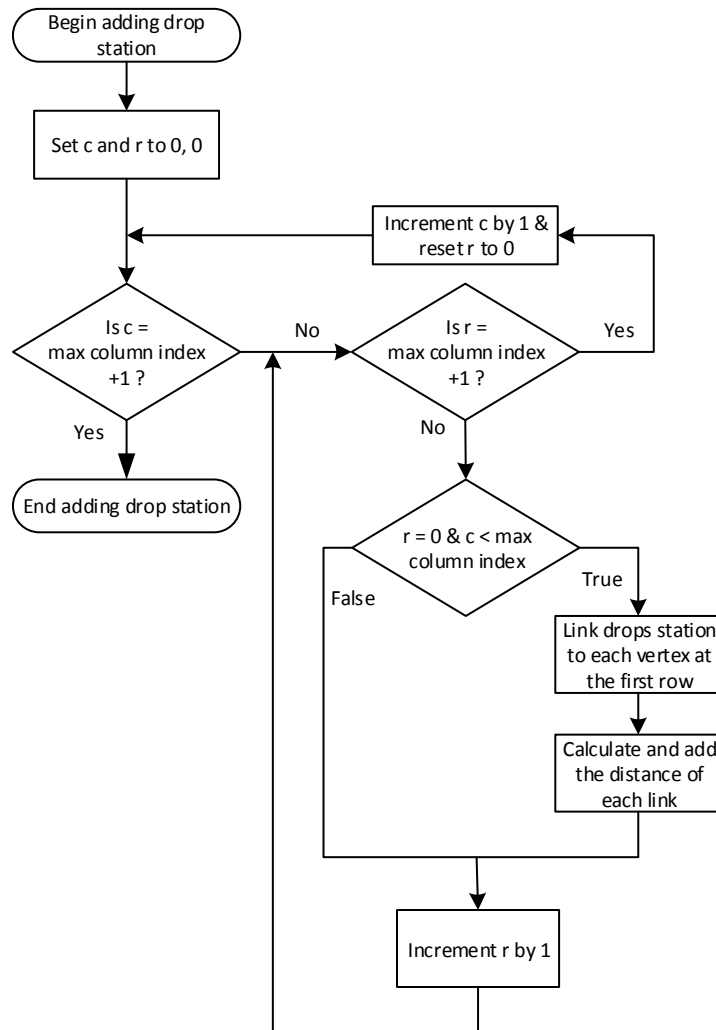 Begin adding drop
station
Set c and r to 0, 0
Increment c by 1 &
reset r to 0
Is c =
max column index
+1 ?
No
Is r =
max column index
+1 ?
Yes
Yes
No
End adding drop station
r = 0 & c < max
column index
True
False
Link drops station
to each vertex at
the first row
Calculate and add
the distance of
each link
Increment r by 1